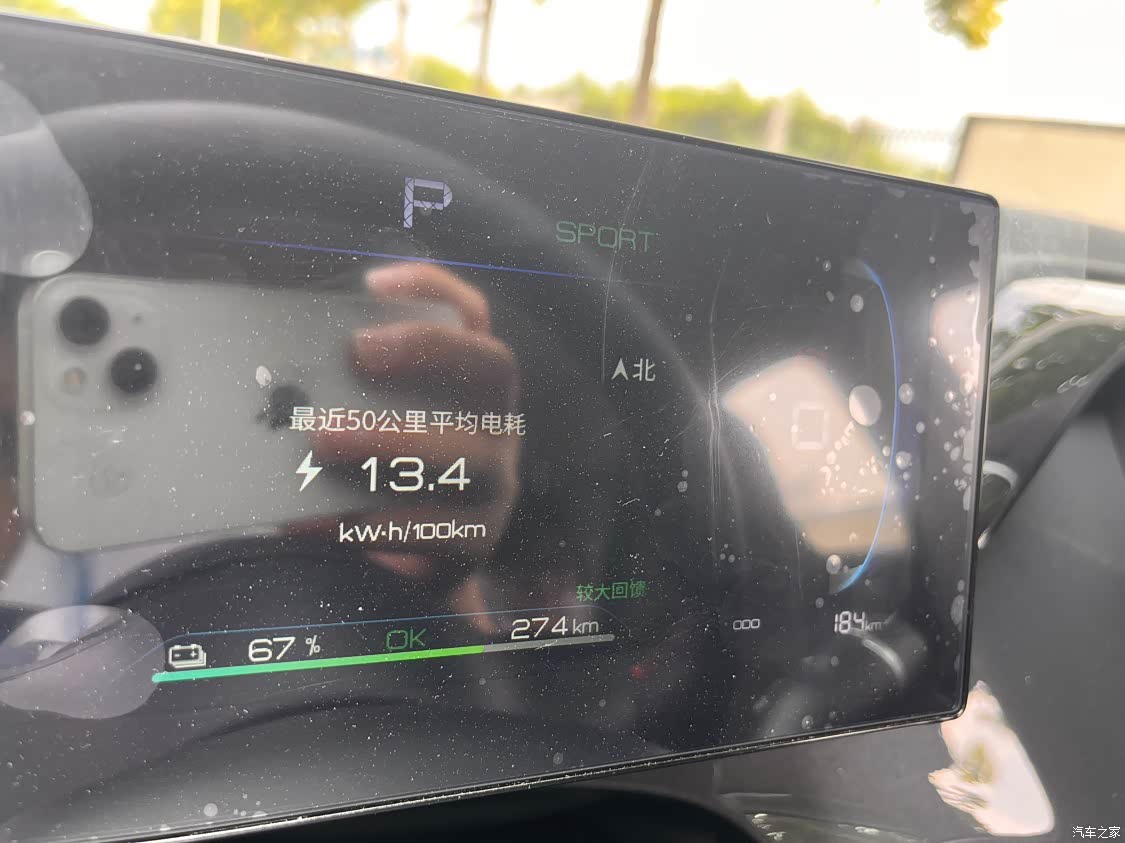 P
SPORT
北
最近50公里平均电耗
13.4
kW·h/100km
较大回馈
67 % OK 274 km
184 km
汽车之家